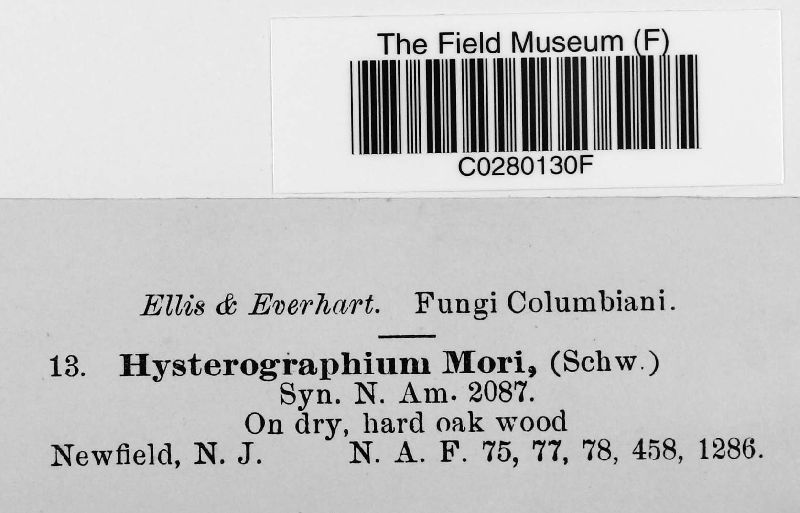 The Field Museum (F)
C0280130F
Ellis & Everhart. Fungi Columbiani.
13. Hysterographium Mori, (Schw.)
Syn. N. Am. 2087.
On dry, hard oak wood
Newfield, N. J. N. A. F. 75, 77, 78, 458, 1286.